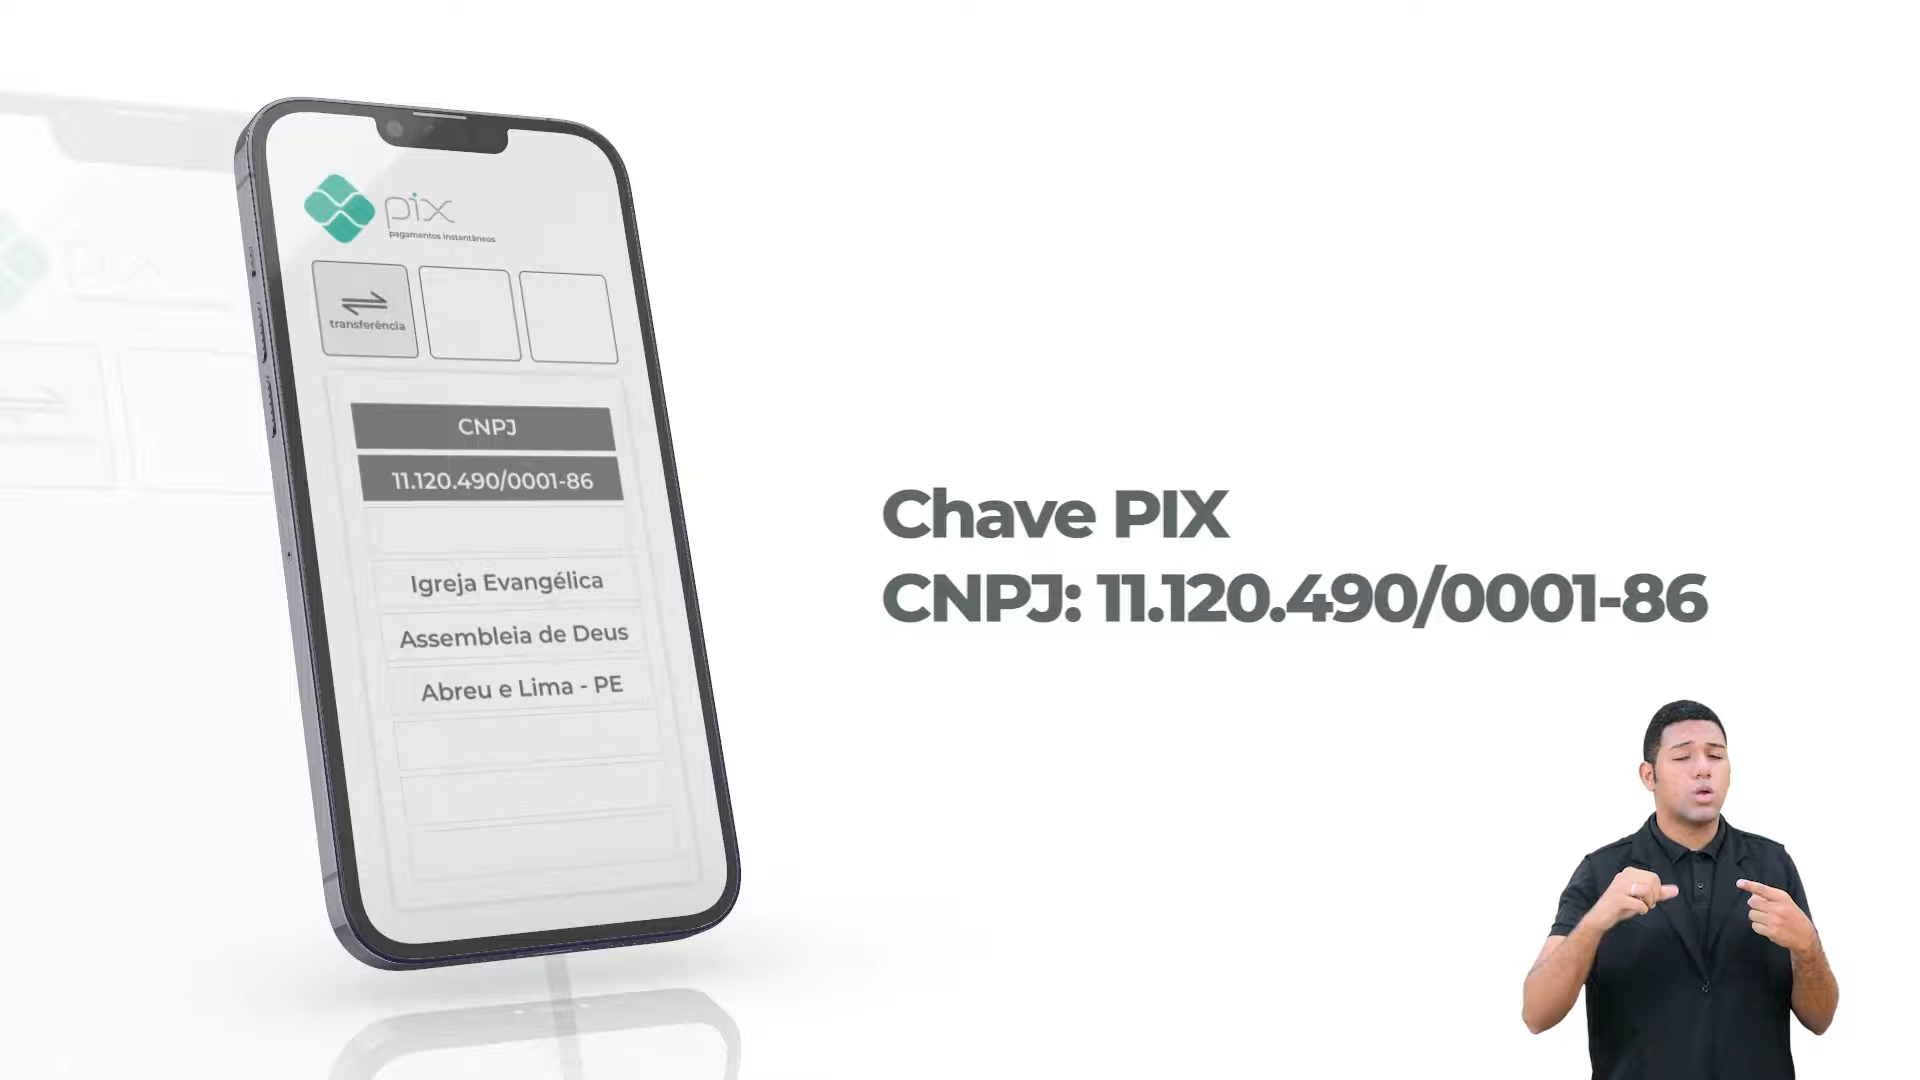 pix
pagamentos instantâneos
transferência
CNPJ
11.120.490/0001-86
Igreja Evangélica
Assembleia de Deus
Abreu e Lima - PE
Chave PIX
CNPJ: 11.120.490/0001-86